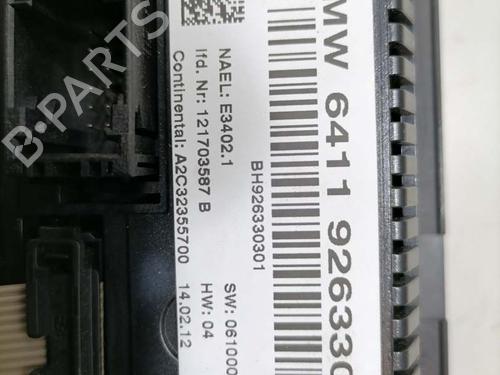 MW 6411 926330
BH926330301
NAEL: E3402.1
SW: 061000
lfd. Nr: 121703587 B
HW: 04
Continental: A2C32355700
14.02.12
B-PARTS